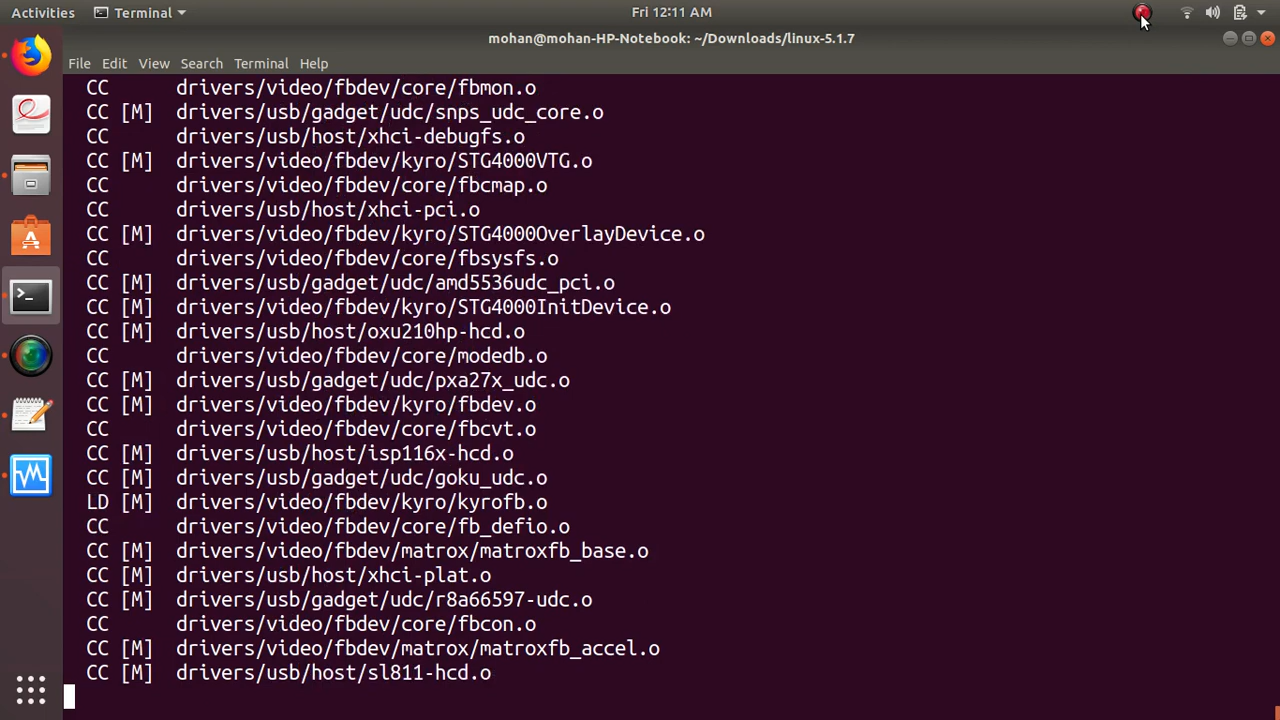 Activities Terminal Fri 12:11 AM
mohan@mohan-HP-Notebook: ~/Downloads/linux-5.1.7
File Edit View Search Terminal Help
CC drivers/video/fbdev/core/fbmon.o
CC [M] drivers/usb/gadget/udc/snps_udc_core.o
CC drivers/usb/host/xhci-debugfs.o
CC [M] drivers/video/fbdev/kyro/STG4000VTG.o
CC drivers/video/fbdev/core/fbcmap.o
CC drivers/usb/host/xhci-pci.o
CC [M] drivers/video/fbdev/kyro/STG4000OverlayDevice.o
CC drivers/video/fbdev/core/fbsysfs.o
CC [M] drivers/usb/gadget/udc/amd5536udc_pci.o
CC [M] drivers/video/fbdev/kyro/STG4000InitDevice.o
CC [M] drivers/usb/host/oxu210hp-hcd.o
CC drivers/video/fbdev/core/modedb.o
CC [M] drivers/usb/gadget/udc/pxa27x_udc.o
CC [M] drivers/video/fbdev/kyro/fbdev.o
CC drivers/video/fbdev/core/fbcvt.o
CC [M] drivers/usb/host/isp116x-hcd.o
CC [M] drivers/usb/gadget/udc/goku_udc.o
LD [M] drivers/video/fbdev/kyro/kyrofb.o
CC drivers/video/fbdev/core/fb_defio.o
CC [M] drivers/video/fbdev/matrox/matroxfb_base.o
CC [M] drivers/usb/host/xhci-plat.o
CC [M] drivers/usb/gadget/udc/r8a66597-udc.o
CC drivers/video/fbdev/core/fbcon.o
CC [M] drivers/video/fbdev/matrox/matroxfb_accel.o
CC [M] drivers/usb/host/sl811-hcd.o